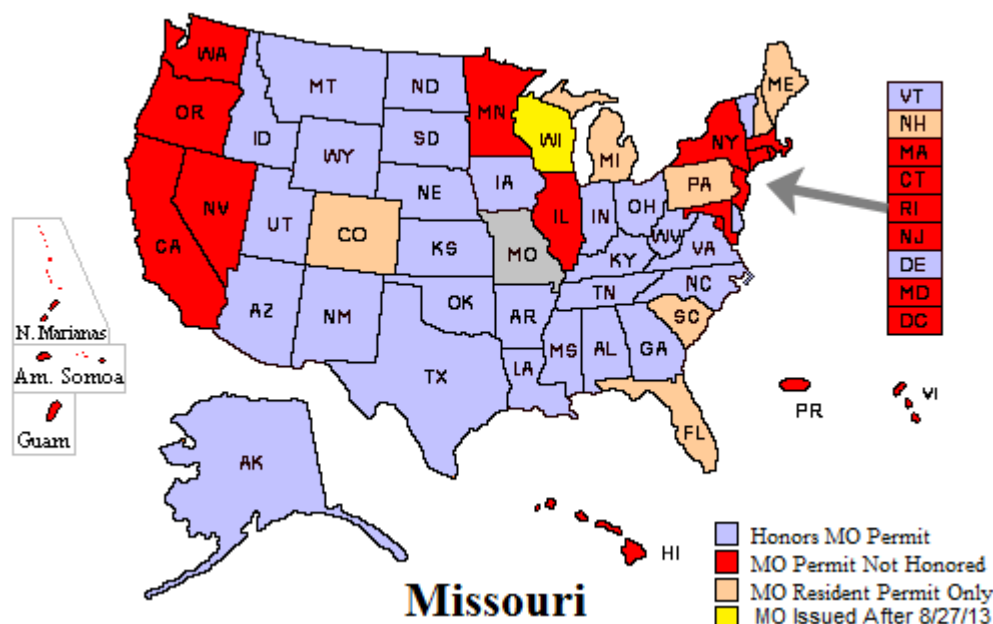 WA
MT
ND
MN
ME
OR
ID
WY
SD
WI
MI
NY
VT
NH
MA
CT
RI
NJ
DE
MD
DC
NV
UT
CO
NE
IA
IL
IN
OH
PA
CA
KS
MO
KY
WV
VA
AZ
NM
OK
AR
TN
NC
SC
TX
LA
MS
AL
GA
FL
N. Marianas
Am. Somoa
Guam
AK
HI
PR
VI
Honors MO Permit
MO Permit Not Honored
MO Resident Permit Only
MO Issued After 8/27/13
Missouri